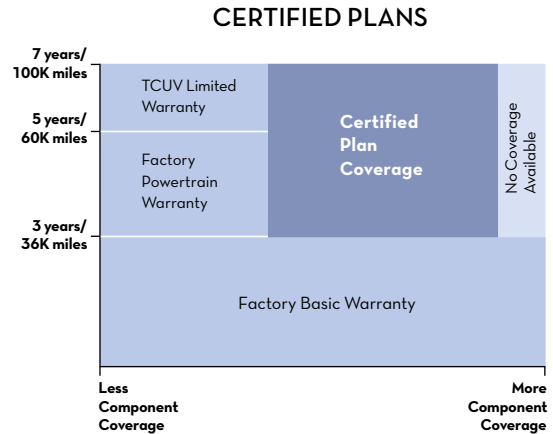 CERTIFIED PLANS
7 years/
100K miles
TCUV Limited
Warranty
5 years/
60K miles
Factory
Powertrain
Warranty
Certified
Plan
Coverage
No Coverage
Available
3 years/
36K miles
Factory Basic Warranty
Less
Component
Coverage
More
Component
Coverage